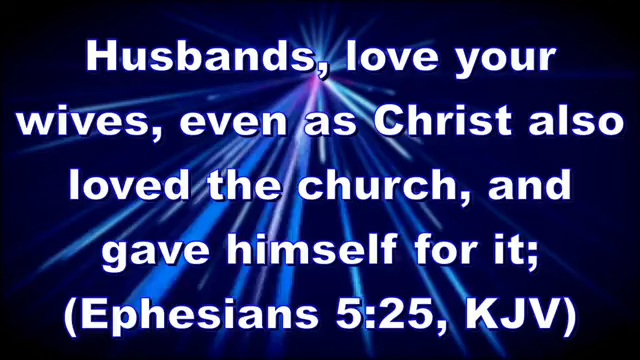 Husbands, love your
wives, even as Christ also
loved the church, and
gave himself for it;
(Ephesians 5:25, KJV)